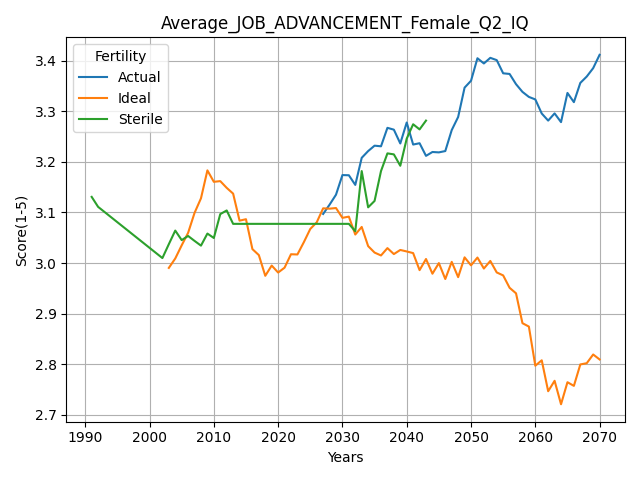 Average_JOB_ADVANCEMENT_Female_Q2_IQ
Fertility
Actual
Ideal
Sterile
Score(1-5)
3.4
3.3
3.2
3.1
3.0
2.9
2.8
2.7
1990 2000 2010 2020 2030 2040 2050 2060 2070
Years